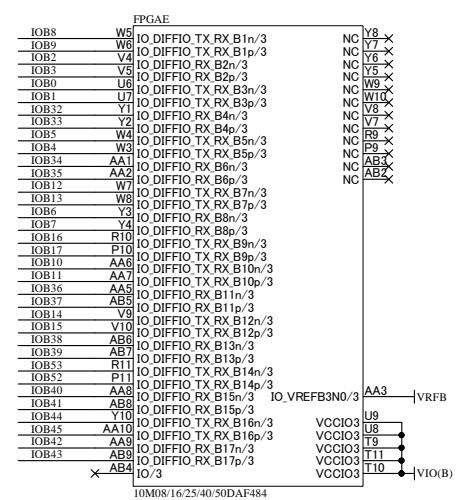 FPGAE
IOB8 W5 IO_DIFFIO_TX_RX_B1n/3 NC Y8
IOB9 W6 IO_DIFFIO_TX_RX_B1p/3 NC Y7
IOB2 V4 IO_DIFFIO_RX_B2n/3 NC Y6
IOB3 V5 IO_DIFFIO_RX_B2p/3 NC Y5
IOB0 U6 IO_DIFFIO_TX_RX_B3n/3 NC W9
IOB1 U7 IO_DIFFIO_TX_RX_B3p/3 NC W10
IOB32 Y1 IO_DIFFIO_RX_B4n/3 NC V8
IOB33 Y2 IO_DIFFIO_RX_B4p/3 NC V7
IOB5 W4 IO_DIFFIO_TX_RX_B5n/3 NC R9
IOB4 W3 IO_DIFFIO_TX_RX_B5p/3 NC P9
IOB34 AA1 IO_DIFFIO_RX_B6n/3 NC AB3
IOB35 AA2 IO_DIFFIO_RX_B6p/3 NC AB2
IOB12 W7 IO_DIFFIO_TX_RX_B7n/3
IOB13 W8 IO_DIFFIO_TX_RX_B7p/3
IOB6 Y3 IO_DIFFIO_RX_B8n/3
IOB7 Y4 IO_DIFFIO_RX_B8p/3
IOB16 R10 IO_DIFFIO_TX_RX_B9n/3
IOB17 P10 IO_DIFFIO_TX_RX_B9p/3
IOB10 AA6 IO_DIFFIO_TX_RX_B10n/3
IOB11 AA7 IO_DIFFIO_TX_RX_B10p/3
IOB36 AA5 IO_DIFFIO_RX_B11n/3
IOB37 AB5 IO_DIFFIO_RX_B11p/3
IOB14 V9 IO_DIFFIO_TX_RX_B12n/3
IOB15 V10 IO_DIFFIO_TX_RX_B12p/3
IOB38 AB6 IO_DIFFIO_RX_B13n/3
IOB39 AB7 IO_DIFFIO_RX_B13p/3
IOB53 R11 IO_DIFFIO_TX_RX_B14n/3
IOB52 P11 IO_DIFFIO_TX_RX_B14p/3
IOB40 AA8 IO_DIFFIO_RX_B15n/3 IO_VREFB3N0/3 AA3 VRFB
IOB41 AB8 IO_DIFFIO_RX_B15p/3
IOB44 Y10 IO_DIFFIO_TX_RX_B16n/3 VCCIO3 U9
IOB45 AA10 IO_DIFFIO_TX_RX_B16p/3 VCCIO3 U8
IOB42 AA9 IO_DIFFIO_RX_B17n/3 VCCIO3 T9
IOB43 AB9 IO_DIFFIO_RX_B17p/3 VCCIO3 T11
AB4 IO/3 VCCIO3 T10 VIO(B)
10M08/16/25/40/50DAF484